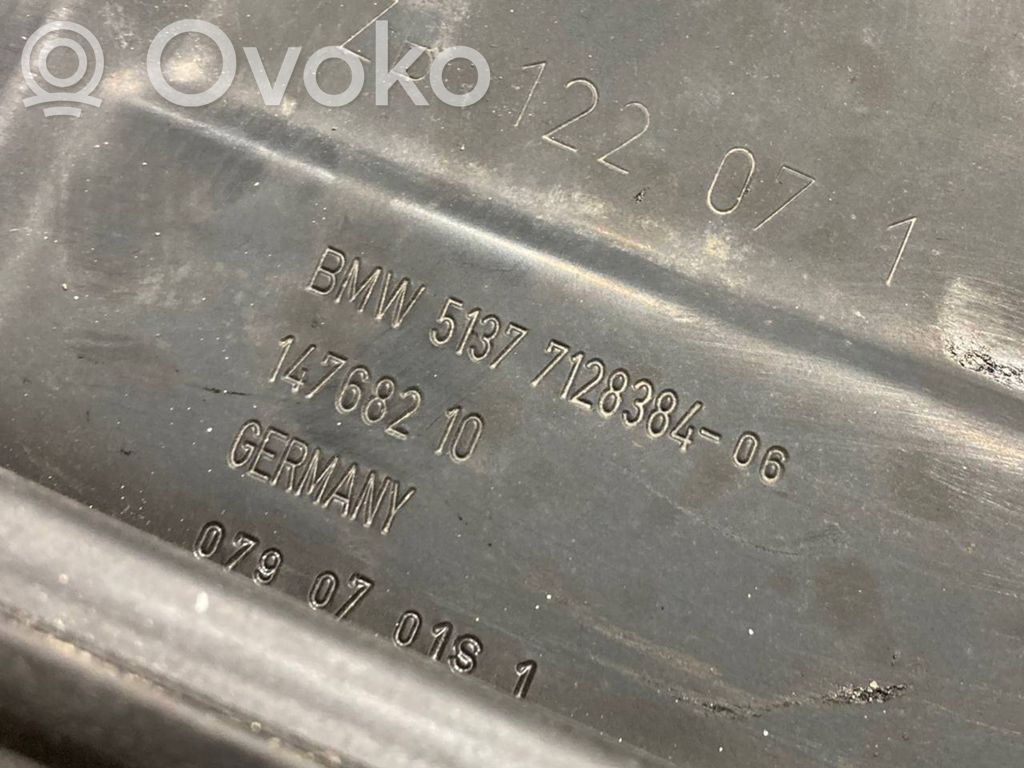 Ovoko
122 07 1
BMW 5137 7128384-06
147682 10
GERMANY
079 07 01S 1